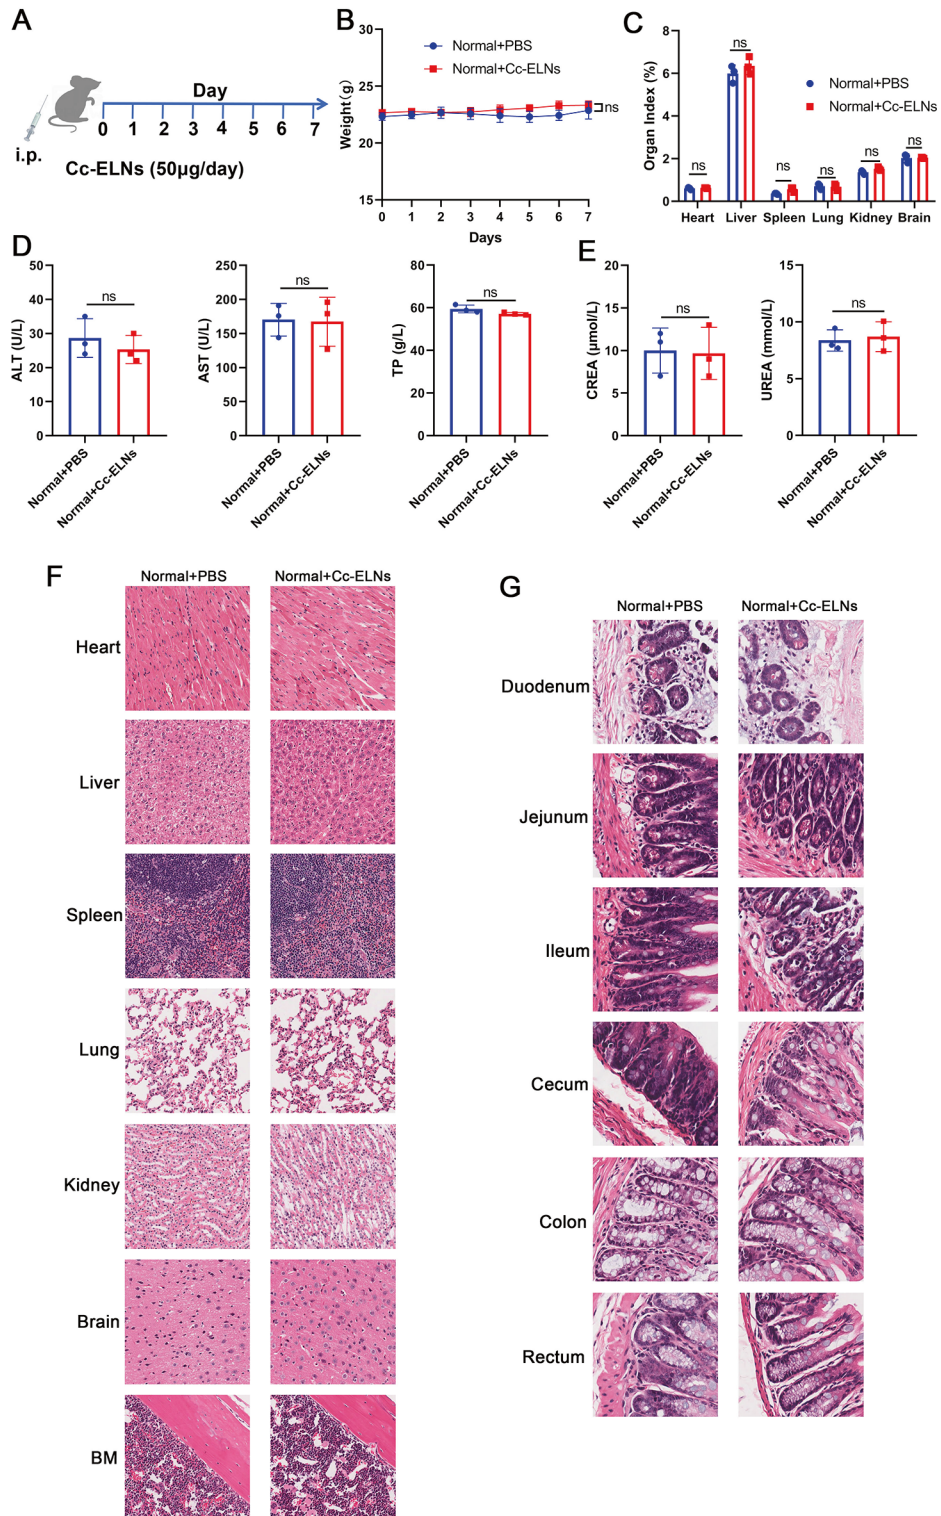 A
Day
0 1 2 3 4 5 6 7
i.p.
Cc-ELNs (50μg/day)
B
Normal+PBS
Normal+Cc-ELNs
Weight(g)
30
25
20
15
ns
0 1 2 3 4 5 6 7
Days
C
Organ Index (%)
8
6
4
2
0
Normal+PBS
Normal+Cc-ELNs
ns ns ns ns ns ns
Heart Liver Spleen Lung Kidney Brain
D
ALT (U/L)
50
40
30
20
10
0
ns
Normal+PBS
Normal+Cc-ELNs
AST (U/L)
250
200
150
100
50
0
ns
Normal+PBS
Normal+Cc-ELNs
TP (g/L)
80
60
40
20
0
ns
Normal+PBS
Normal+Cc-ELNs
E
CREA (μmol/L)
20
15
10
5
0
ns
Normal+PBS
Normal+Cc-ELNs
UREA (mmol/L)
15
10
5
0
ns
Normal+PBS
Normal+Cc-ELNs
F
Normal+PBS Normal+Cc-ELNs
Heart
Liver
Spleen
Lung
Kidney
Brain
BM
G
Normal+PBS Normal+Cc-ELNs
Duodenum
Jejunum
Ileum
Cecum
Colon
Rectum